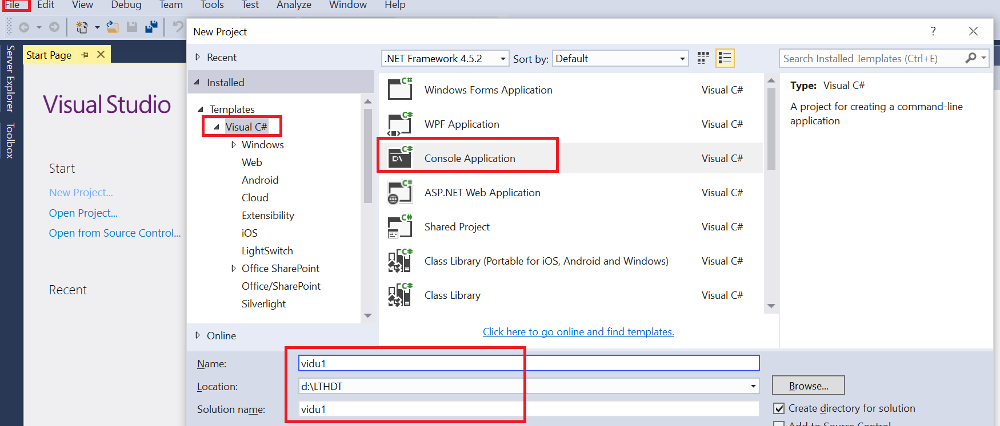 File Edit View Debug Team Tools Test Analyze Window Help
New Project ?
Server Explorer
Toolbox
Start Page
Visual Studio
Start
New Project...
Open Project...
Open from Source Control...
Recent
Recent
Installed
Templates
Visual C#
Windows
Web
Android
Cloud
Extensibility
iOS
LightSwitch
Office SharePoint
Office/SharePoint
Silverlight
Online
.NET Framework 4.5.2 Sort by: Default
Search Installed Templates (Ctrl+E)
C# Windows Forms Application Visual C#
C# WPF Application Visual C#
C# C:\ Console Application Visual C#
C# ASP.NET Web Application Visual C#
C# Shared Project Visual C#
C# Class Library (Portable for iOS, Android and Windows) Visual C#
C# Class Library Visual C#
Click here to go online and find templates.
Type: Visual C#
A project for creating a command-line
application
Name: vidu1
Location: d:\LTHDT Browse...
Solution name: vidu1
Create directory for solution
Add to Source Control